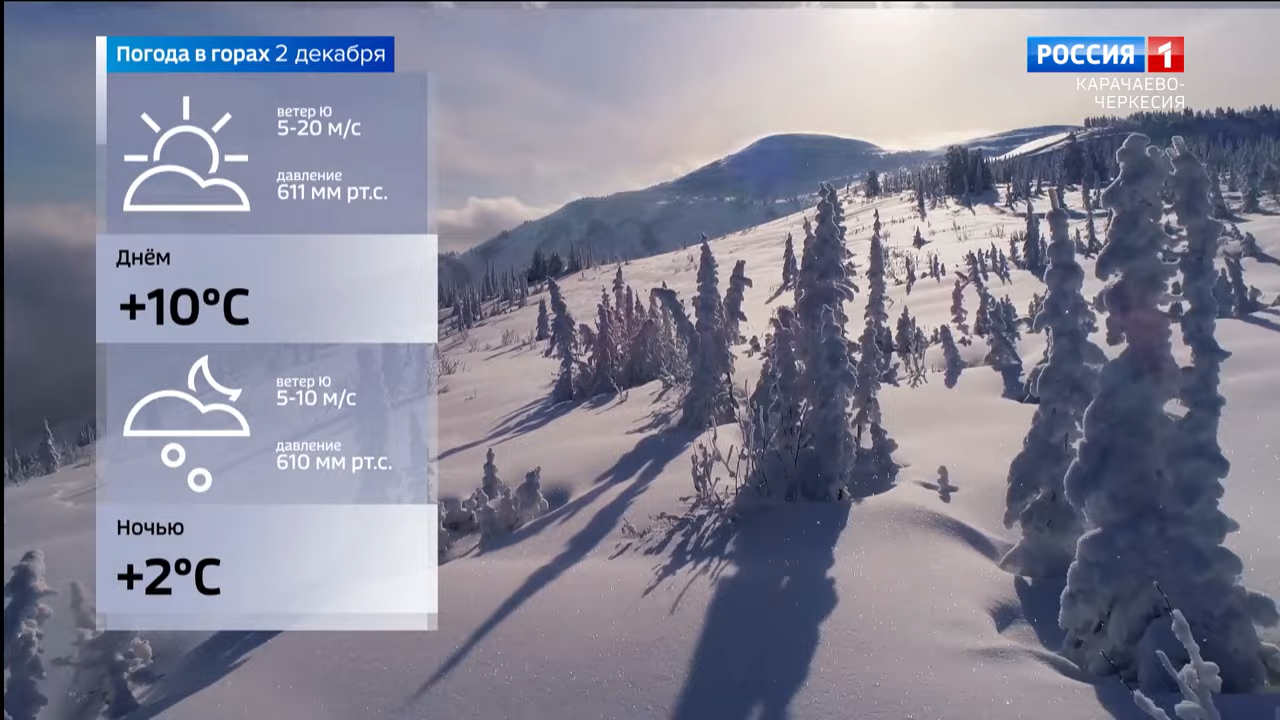 Погода в горах 2 декабря
РОССИЯ 1
КАРАЧАЕВО-
ЧЕРКЕСИЯ
ветер Ю
5-20 м/с
давление
611 мм рт.с.
Днём
+10°C
ветер Ю
5-10 м/с
давление
610 мм рт.с.
Ночью
+2°C